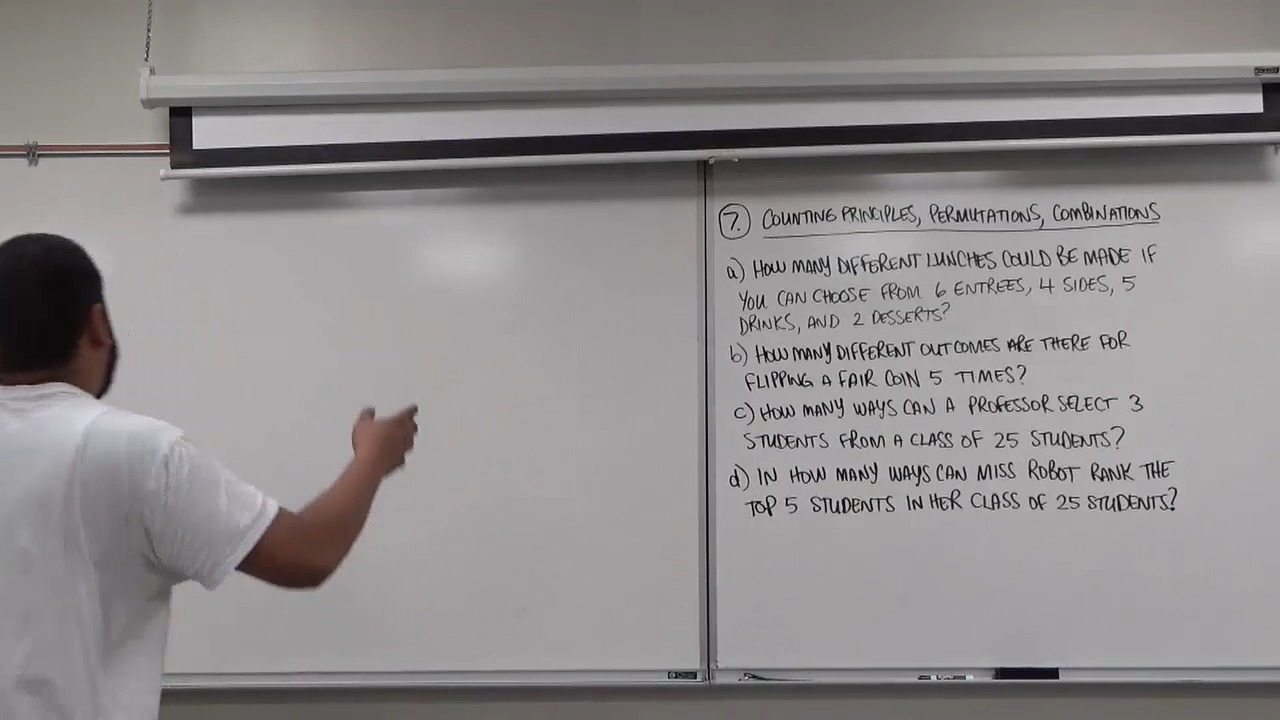 7. COUNTING PRINCIPLES, PERMUTATIONS, COMBINATIONS
a) HOW MANY DIFFERENT LUNCHES COULD BE MADE IF
YOU CAN CHOOSE FROM 6 ENTREES, 4 SIDES, 5
DRINKS, AND 2 DESSERTS?
b) HOW MANY DIFFERENT OUTCOMES ARE THERE FOR
FLIPPING A FAIR COIN 5 TIMES?
c) HOW MANY WAYS CAN A PROFESSOR SELECT 3
STUDENTS FROM A CLASS OF 25 STUDENTS?
d) IN HOW MANY WAYS CAN MISS ROBOT RANK THE
TOP 5 STUDENTS IN HER CLASS OF 25 STUDENTS?